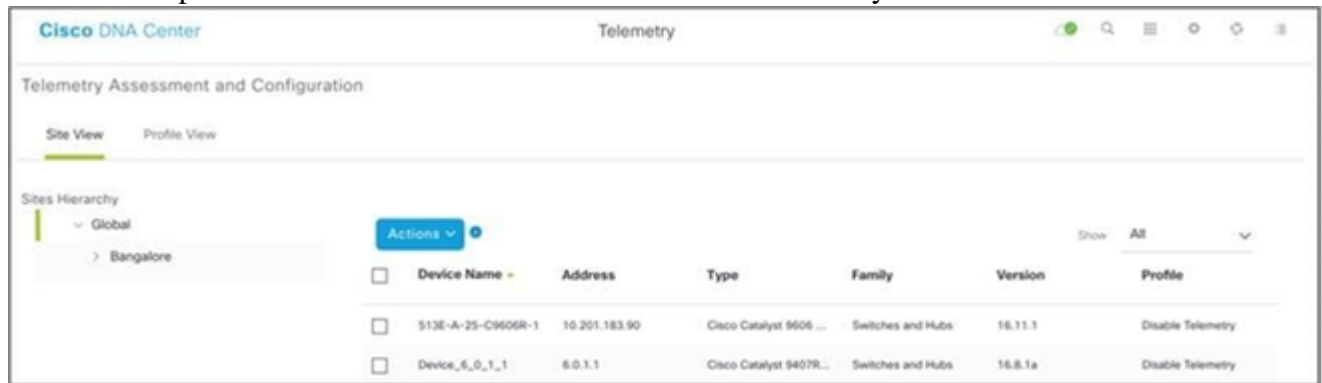 Cisco DNA Center Telemetry
Telemetry Assessment and Configuration
Site View Profile View
Sites Hierarchy
Global
Bangalore
Actions
Show All
Device Name Address Type Family Version Profile
513E-A-25-C9606R-1 10.201.183.90 Cisco Catalyst 9606 ... Switches and Hubs 16.11.1 Disable Telemetry
Device_6_0_1_1 6.0.1.1 Cisco Catalyst 9407R... Switches and Hubs 16.8.1a Disable Telemetry